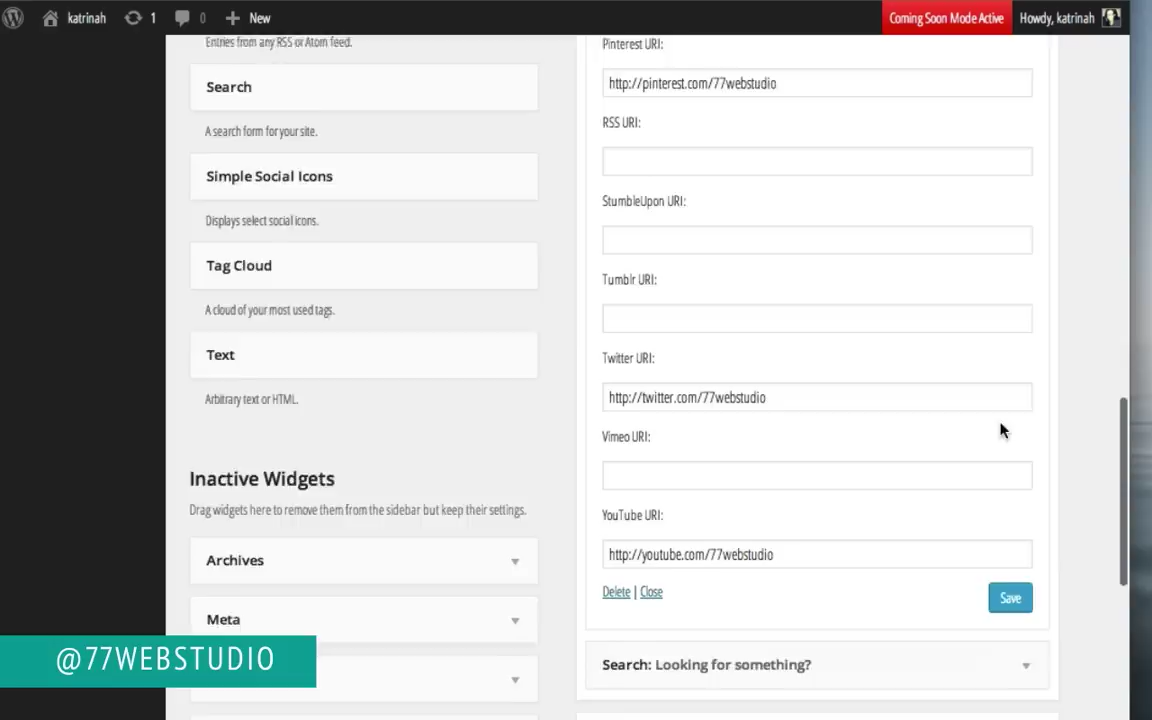 katrinah
1
0
New
Coming Soon Mode Active
Howdy, katrinah
Entries from any RSS or Atom feed.
Search
A search form for your site.
Simple Social Icons
Displays select social icons.
Tag Cloud
A cloud of your most used tags.
Text
Arbitrary text or HTML.
Inactive Widgets
Drag widgets here to remove them from the sidebar but keep their settings.
Archives
Meta
@77WEBSTUDIO
Pinterest URI:
http://pinterest.com/77webstudio
RSS URI:
StumbleUpon URI:
Tumblr URI:
Twitter URI:
http://twitter.com/77webstudio
Vimeo URI:
YouTube URI:
http://youtube.com/77webstudio
Delete | Close
Save
Search: Looking for something?